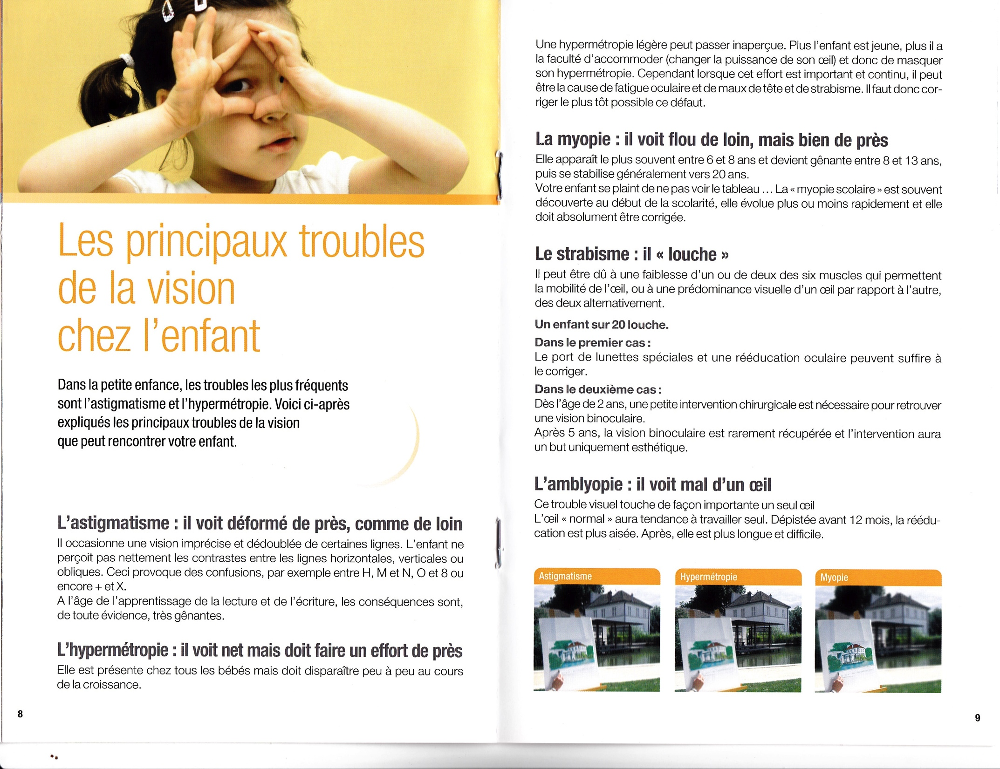 Les principaux troubles
de la vision
chez l'enfant
Dans la petite enfance, les troubles les plus fréquents
sont l'astigmatisme et l'hypermétropie. Voici ci-après
expliqués les principaux troubles de la vision
que peut rencontrer votre enfant.
L'astigmatisme : il voit déformé de près, comme de loin
Il occasionne une vision imprécise et dédoublée de certaines lignes. L'enfant ne
perçoit pas nettement les contrastes entre les lignes horizontales, verticales ou
obliques. Ceci provoque des confusions, par exemple entre H, M et N, O et 8 ou
encore + et X.
A l'âge de l'apprentissage de la lecture et de l'écriture, les conséquences sont,
de toute évidence, très gênantes.
L'hypermétropie : il voit net mais doit faire un effort de près
Elle est présente chez tous les bébés mais doit disparaître peu à peu au cours
de la croissance.
8
Une hypermétropie légère peut passer inaperçue. Plus l'enfant est jeune, plus il a
la faculté d'accommoder (changer la puissance de son œil) et donc de masquer
son hypermétropie. Cependant lorsque cet effort est important et continu, il peut
être la cause de fatigue oculaire et de maux de tête et de strabisme. Il faut donc cor-
riger le plus tôt possible ce défaut.
La myopie : il voit flou de loin, mais bien de près
Elle apparaît le plus souvent entre 6 et 8 ans et devient gênante entre 8 et 13 ans,
puis se stabilise généralement vers 20 ans.
Votre enfant se plaint de ne pas voir le tableau ... La « myopie scolaire » est souvent
découverte au début de la scolarité, elle évolue plus ou moins rapidement et elle
doit absolument être corrigée.
Le strabisme : il « louche »
Il peut être dû à une faiblesse d'un ou de deux des six muscles qui permettent
la mobilité de l'œil, ou à une prédominance visuelle d'un œil par rapport à l'autre,
des deux alternativement.
Un enfant sur 20 louche.
Dans le premier cas :
Le port de lunettes spéciales et une rééducation oculaire peuvent suffire à
le corriger.
Dans le deuxième cas :
Dès l'âge de 2 ans, une petite intervention chirurgicale est nécessaire pour retrouver
une vision binoculaire.
Après 5 ans, la vision binoculaire est rarement récupérée et l'intervention aura
un but uniquement esthétique.
L'amblyopie : il voit mal d'un œil
Ce trouble visuel touche de façon importante un seul œil
L'œil « normal » aura tendance à travailler seul. Dépistée avant 12 mois, la réédu-
cation est plus aisée. Après, elle est plus longue et difficile.
Astigmatisme
Hypermétropie
Myopie
9